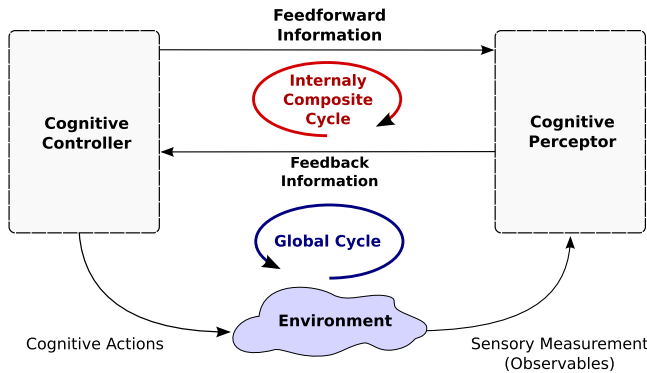 Feedforward
Information
Internaly
Composite
Cycle
Cognitive
Controller
Cognitive
Perceptor
Feedback
Information
Global Cycle
Environment
Cognitive Actions
Sensory Measurement
(Observables)